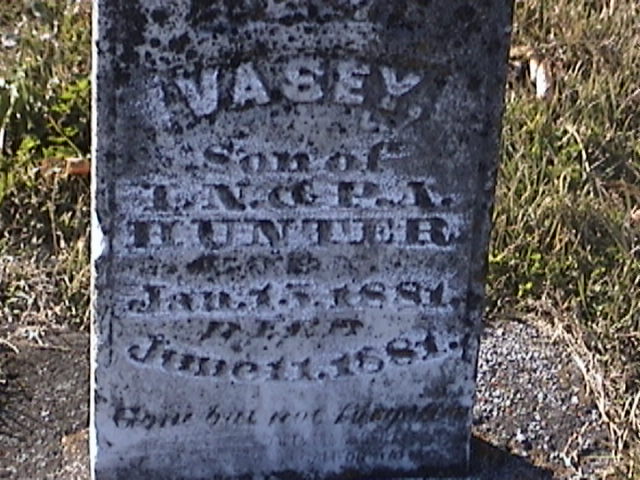 VASEY,
Son of
I. N. & P. A.
HUNTER
BORN
Jan. 15, 1881.
DIED
June 11, 1881.
Gone but not forgotten